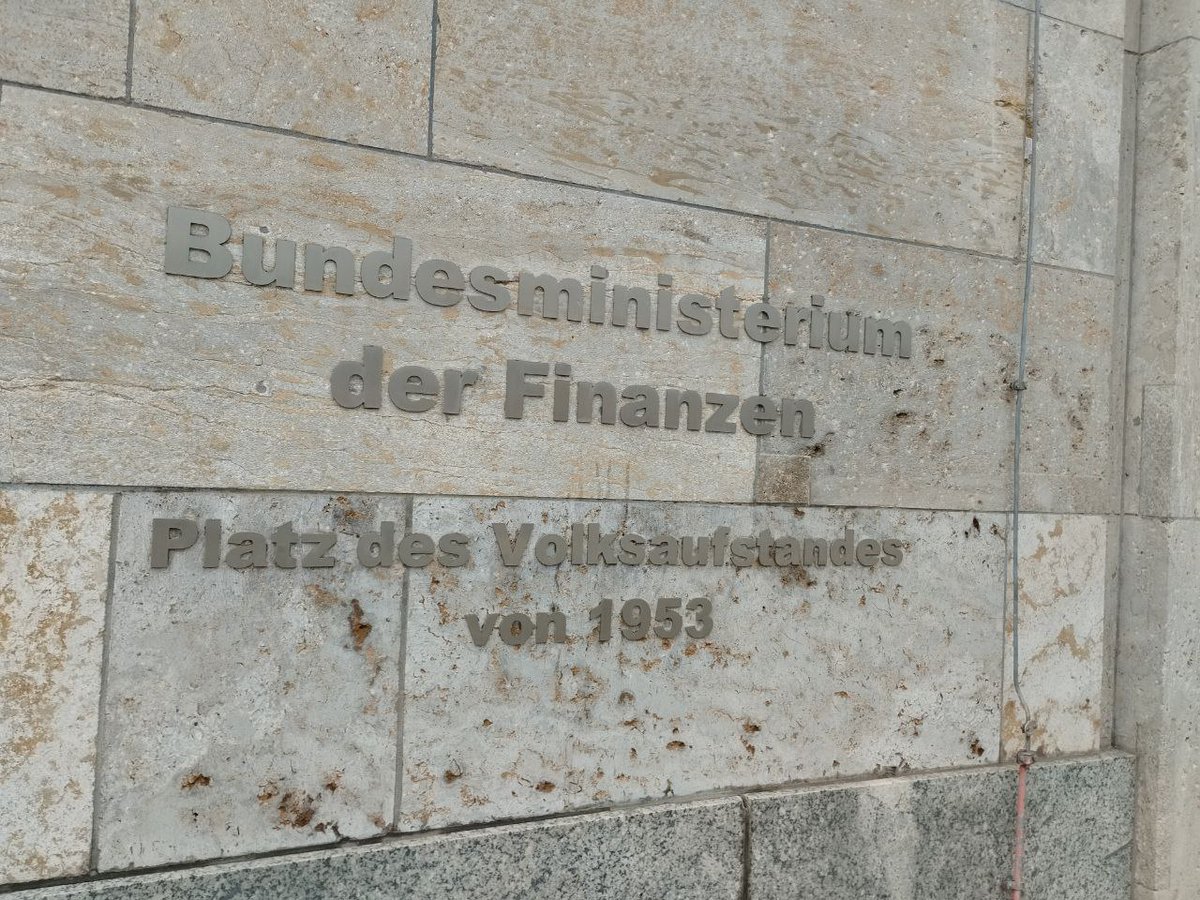 Bundesministerium
der Finanzen
Platz des Volksaufstandes
von 1953